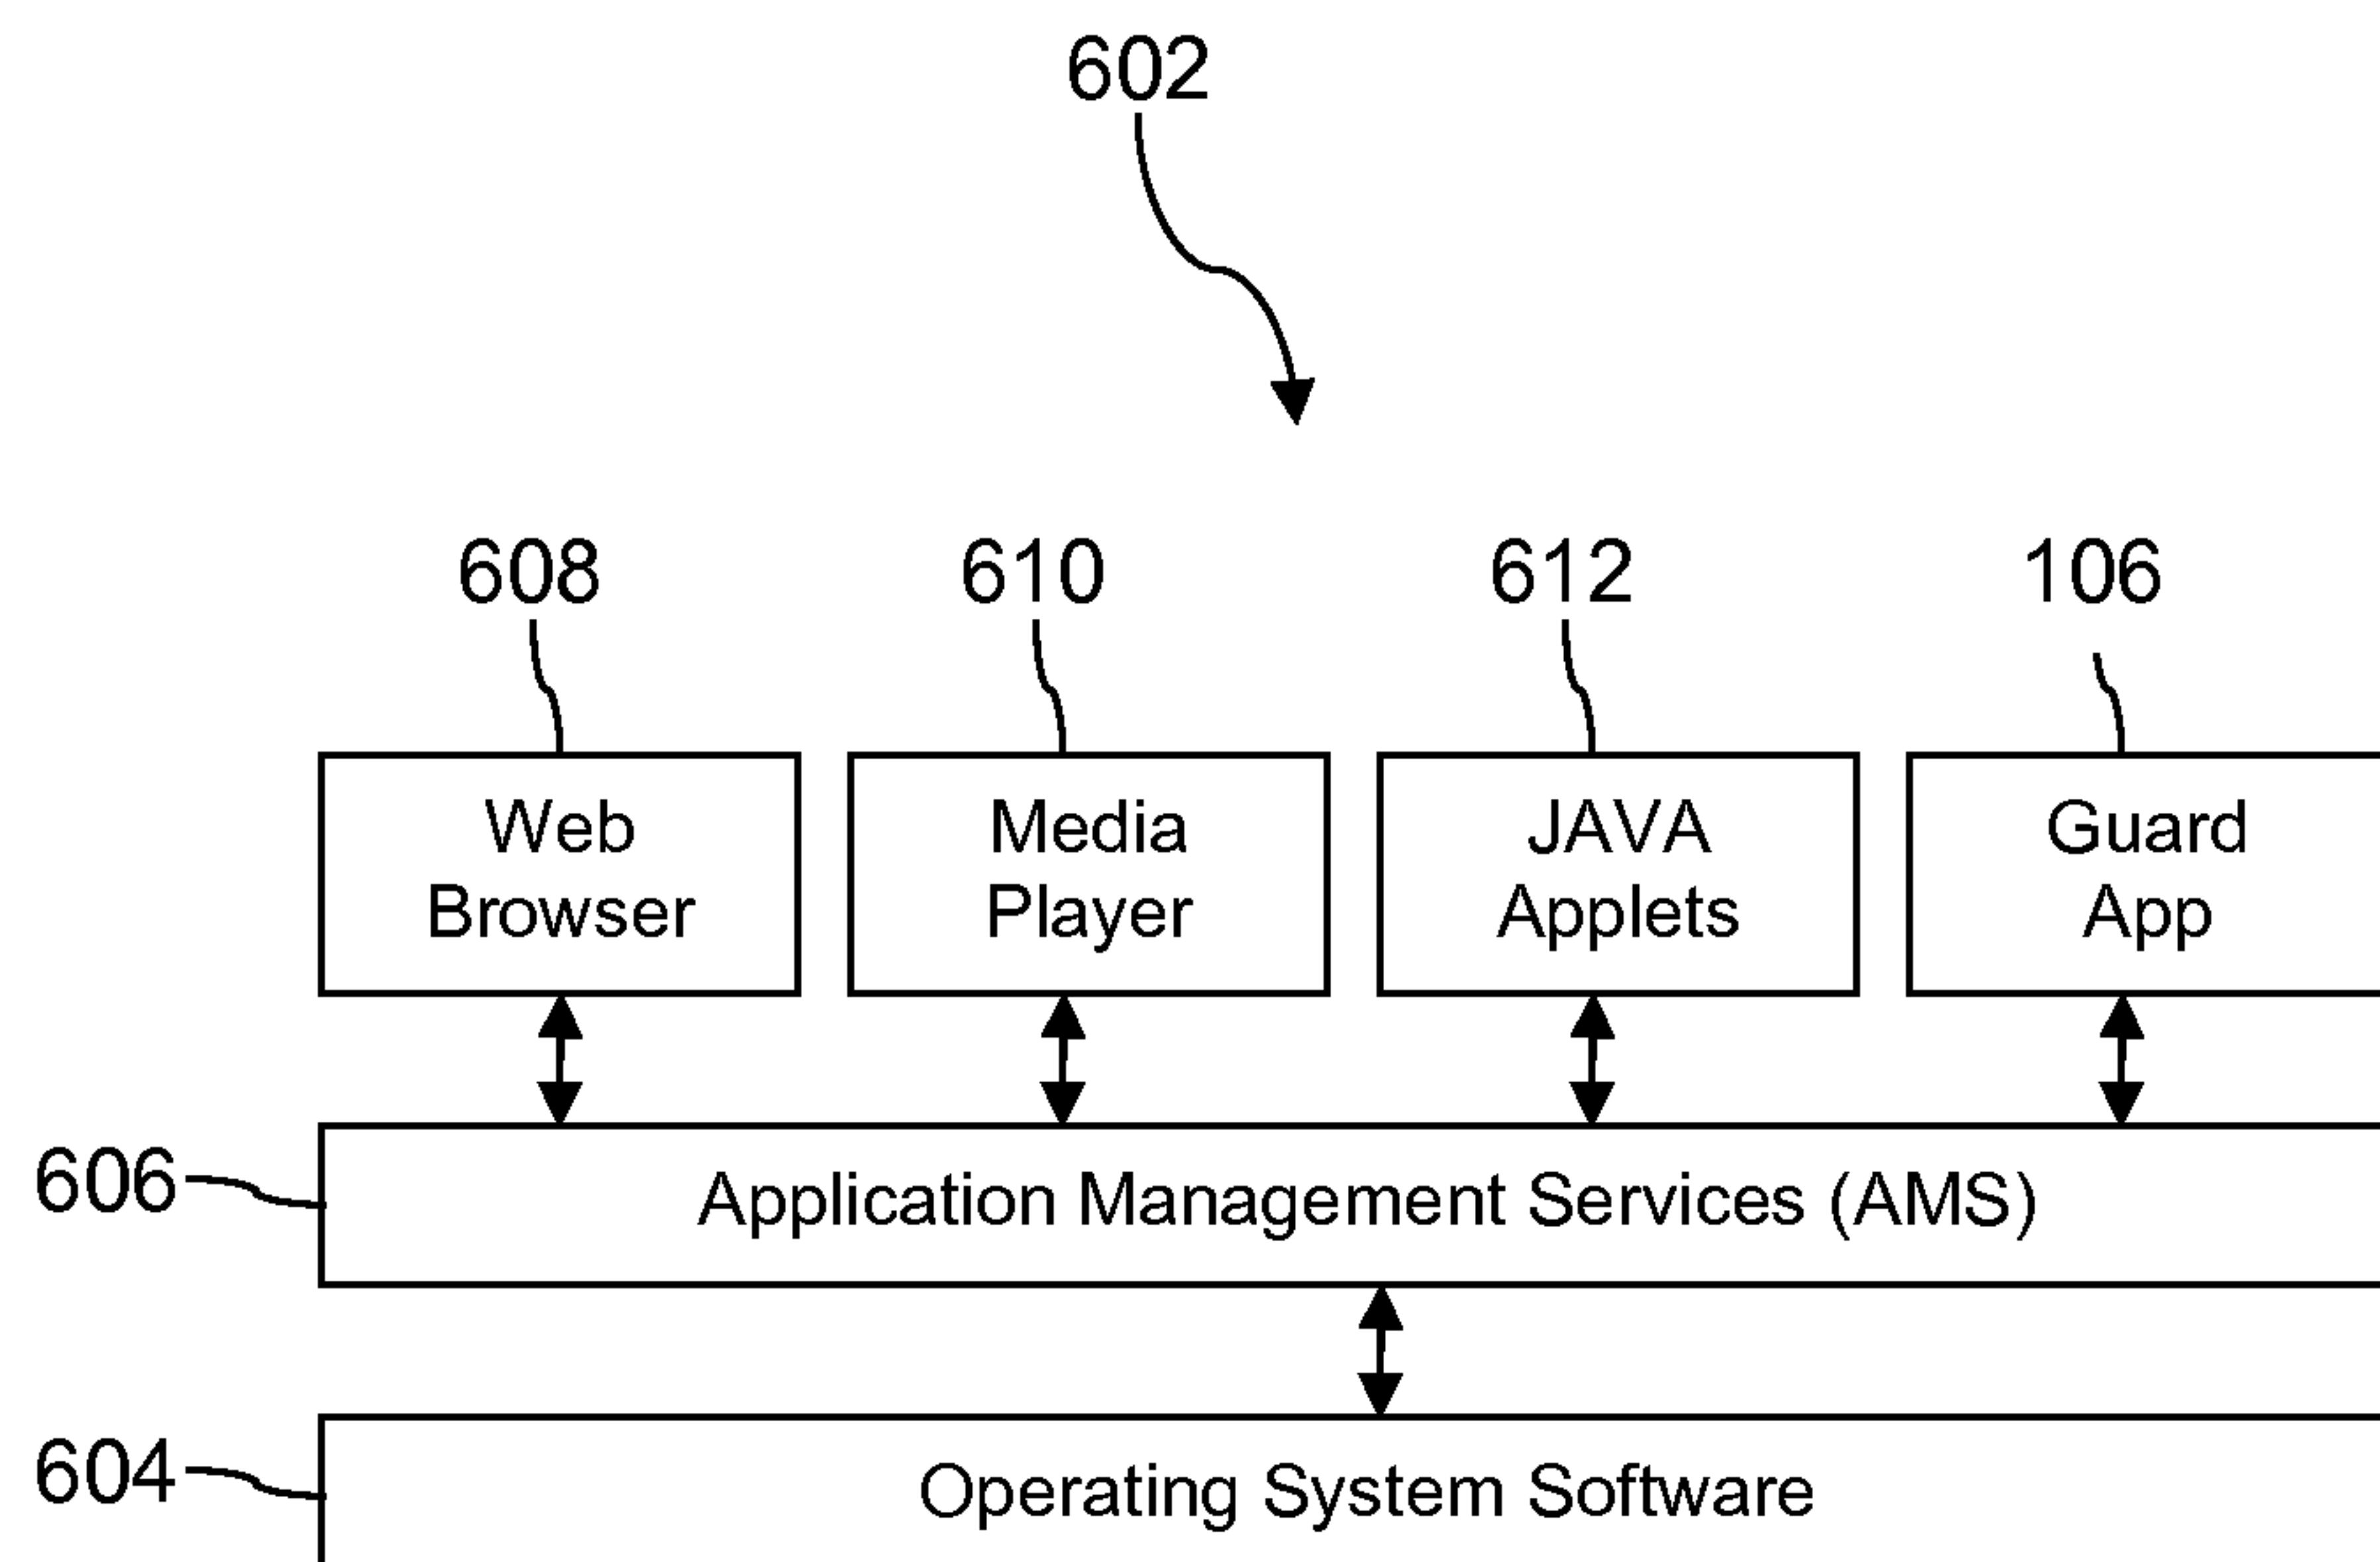 602
608
610
612
106
Web
Browser
Media
Player
JAVA
Applets
Guard
App
606
Application Management Services (AMS)
604
Operating System Software